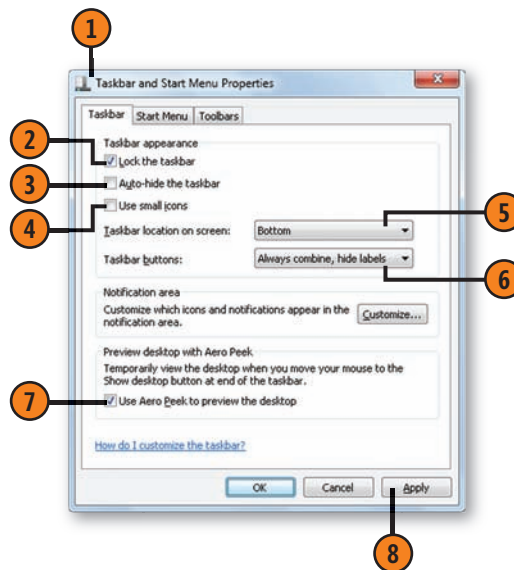 1
Taskbar and Start Menu Properties
Taskbar Start Menu Toolbars
Taskbar appearance
2
Lock the taskbar
3
Auto-hide the taskbar
4
Use small icons
5
Taskbar location on screen: Bottom
Taskbar buttons: Always combine, hide labels
6
Notification area
Customize which icons and notifications appear in the
notification area.
Customize...
Preview desktop with Aero Peek
Temporarily view the desktop when you move your mouse to the
Show desktop button at end of the taskbar.
7
Use Aero Peek to preview the desktop
How do I customize the taskbar?
OK Cancel Apply
8